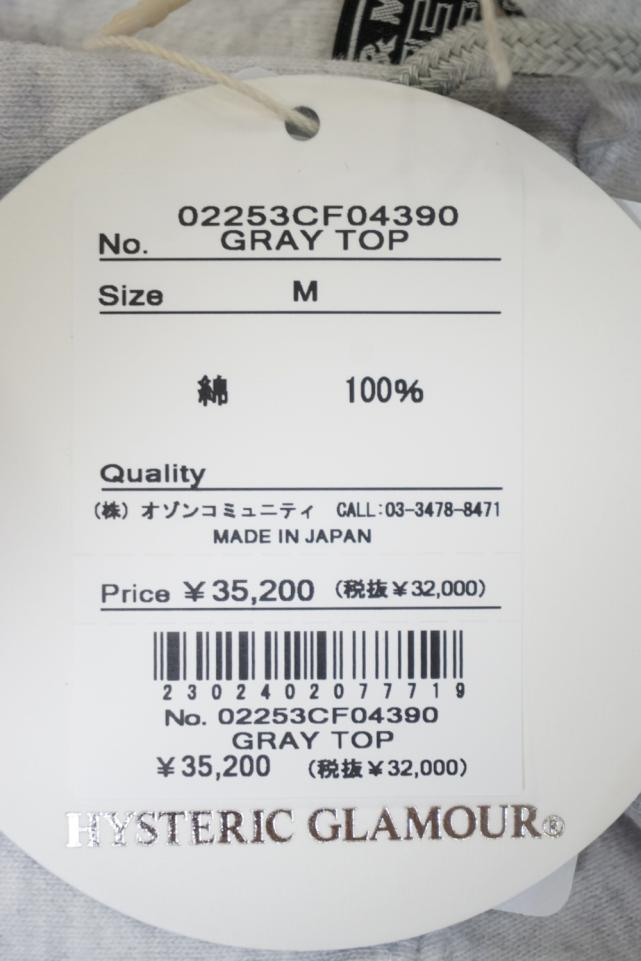 02253CF04390
No. GRAY TOP
Size M
綿 100%
Quality
(株) オゾンコミュニティ CALL:03-3478-8471
MADE IN JAPAN
Price ¥35,200 (税抜¥32,000)
2302402077719
No. 02253CF04390
GRAY TOP
¥35,200 (税抜¥32,000)
HYSTERIC GLAMOUR®